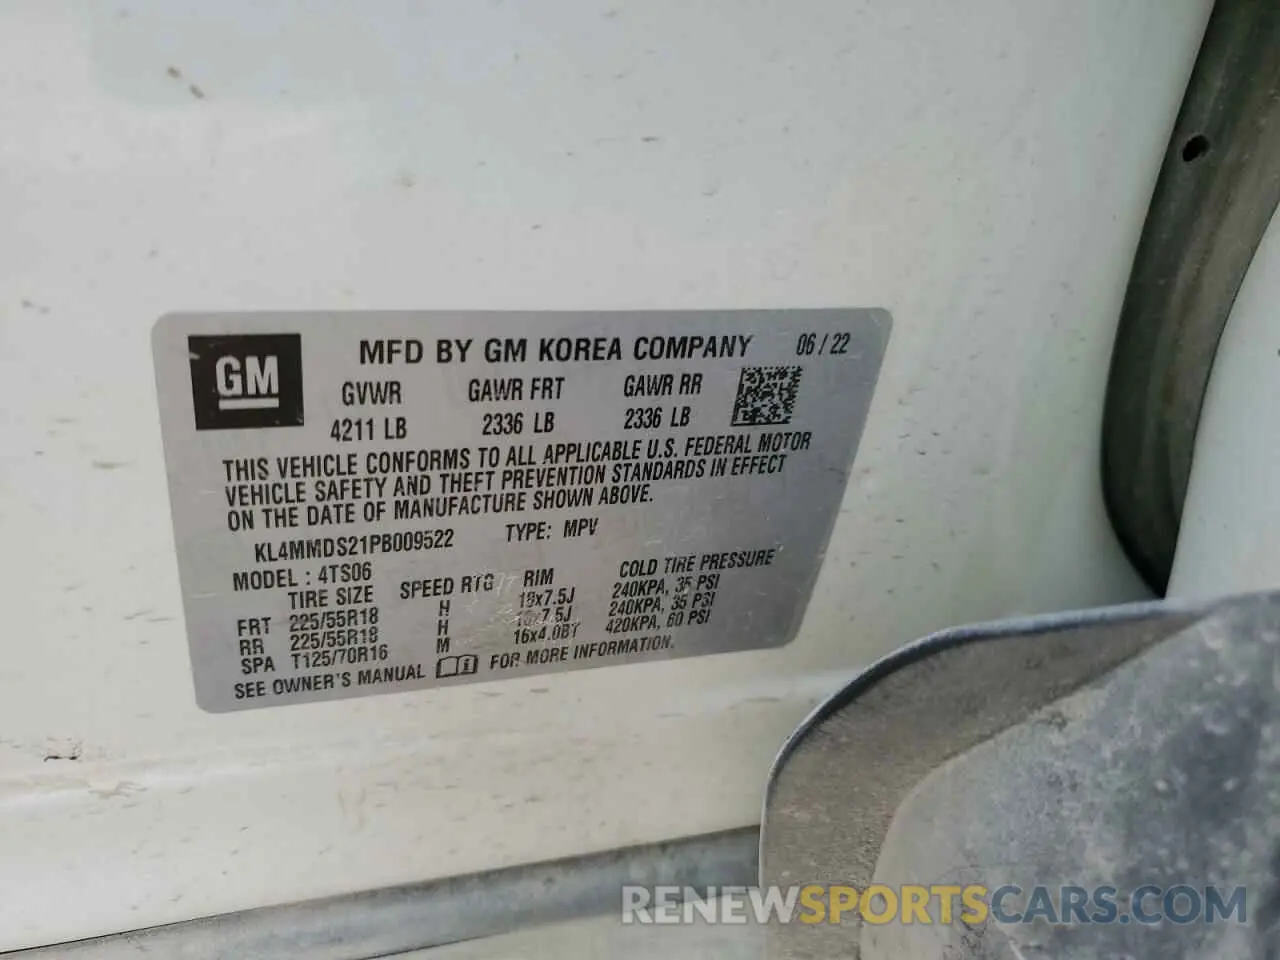 GM
MFD BY GM KOREA COMPANY 06 / 22
GVWR GAWR FRT GAWR RR
4211 LB 2336 LB 2336 LB
THIS VEHICLE CONFORMS TO ALL APPLICABLE U.S. FEDERAL MOTOR
VEHICLE SAFETY AND THEFT PREVENTION STANDARDS IN EFFECT
ON THE DATE OF MANUFACTURE SHOWN ABOVE.
KL4MMDS21PB009522 TYPE: MPV
MODEL : 4TS06
TIRE SIZE SPEED RTG RIM COLD TIRE PRESSURE
FRT 225/55R18 H 18x7.5J 240KPA, 35 PSI
RR 225/55R18 H 18x7.5J 240KPA, 35 PSI
SPA T125/70R16 M 16x4.0BT 420KPA, 60 PSI
SEE OWNER'S MANUAL FOR MORE INFORMATION.
RENEWSPORTSCARS.COM